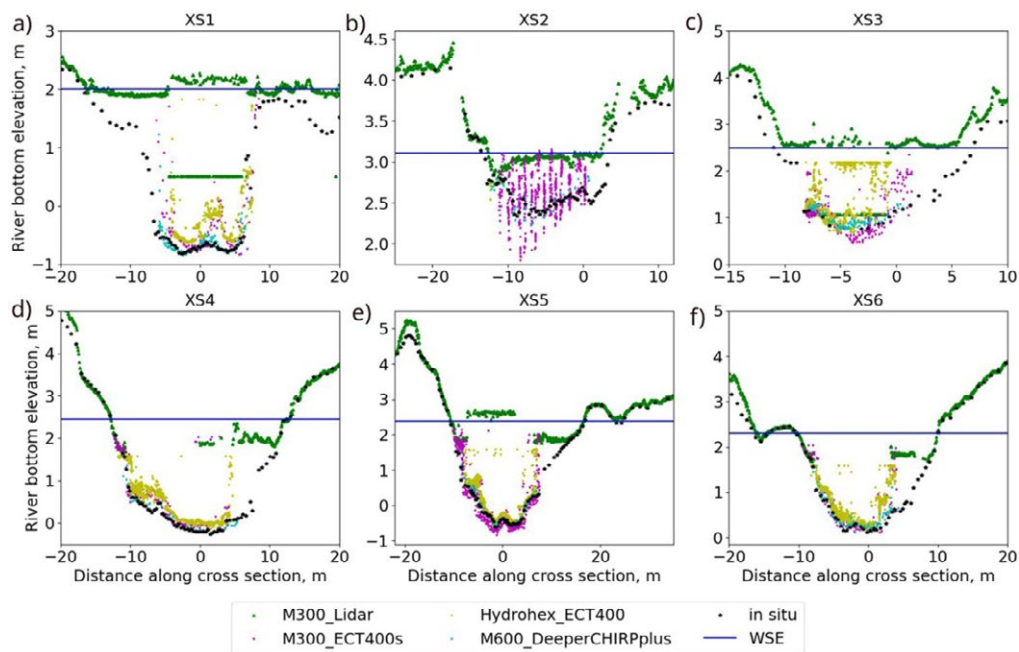 a) XS1
b) XS2
c) XS3
River bottom elevation, m
3
2
1
0
−1
−20 −10 0 10 20
4.5
4.0
3.5
3.0
2.5
2.0
−20 −10 0 10
5
4
3
2
1
0
−15 −10 −5 0 5 10
d) XS4
e) XS5
f) XS6
River bottom elevation, m
5
4
3
2
1
0
−20 −10 0 10 20
5
4
3
2
1
0
−1
−20 0 20
5
4
3
2
1
0
−20 −10 0 10 20
Distance along cross section, m
Distance along cross section, m
Distance along cross section, m
M300_Lidar
M300_ECT400s
Hydrohex_ECT400
M600_DeeperCHIRPplus
in situ
WSE